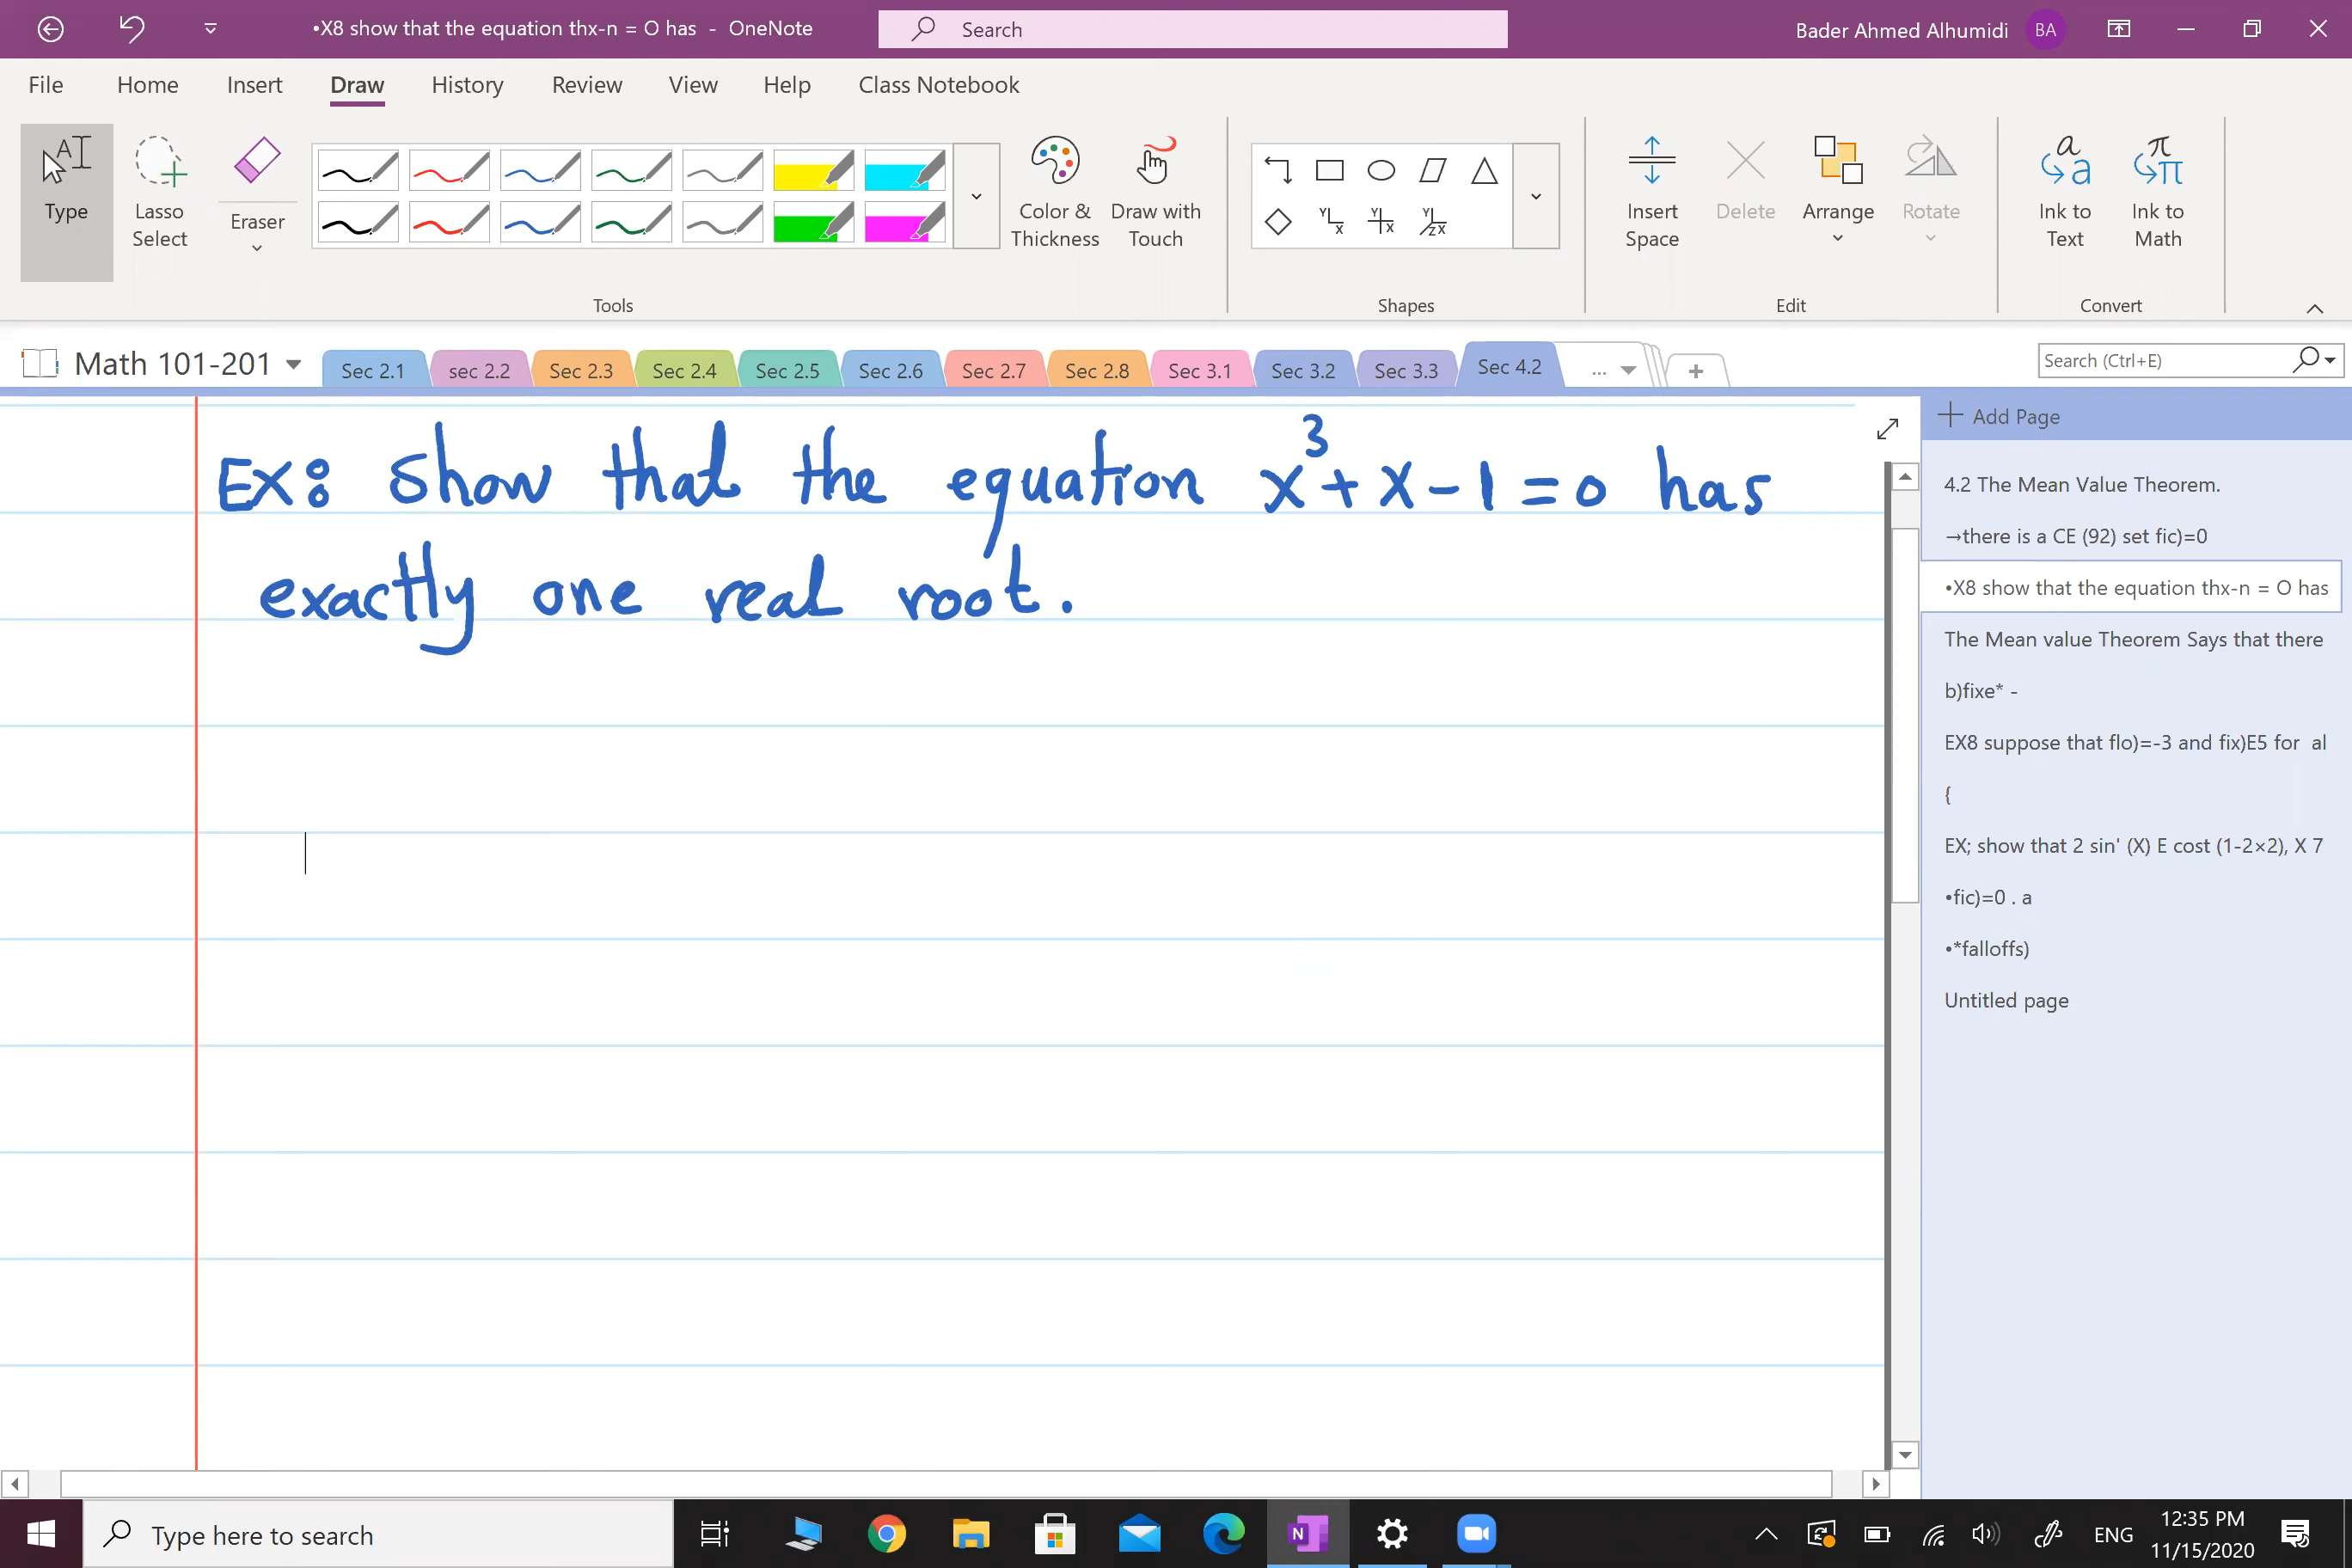 •X8 show that the equation thx-n = O has - OneNote
Search
Bader Ahmed Alhumidi
BA
File Home Insert Draw History Review View Help Class Notebook
Type
Lasso Select
Eraser
Color & Thickness
Draw with Touch
Insert Space
Delete
Arrange
Rotate
Ink to Text
Ink to Math
Tools
Shapes
Edit
Convert
Math 101-201
Sec 2.1 sec 2.2 Sec 2.3 Sec 2.4 Sec 2.5 Sec 2.6 Sec 2.7 Sec 2.8 Sec 3.1 Sec 3.2 Sec 3.3 Sec 4.2 ... +
Search (Ctrl+E)
EX: show that the equation x³+x-1=0 has
exactly one real root.
Add Page
4.2 The Mean Value Theorem.
→there is a CE (92) set fic)=0
•X8 show that the equation thx-n = O has
The Mean value Theorem Says that there
b)fixe* -
EX8 suppose that flo)=-3 and fix)E5 for al
{
EX; show that 2 sin' (X) E cost (1-2×2), X 7
•fic)=0 . a
•*falloffs)
Untitled page
Type here to search
ENG
12:35 PM
11/15/2020